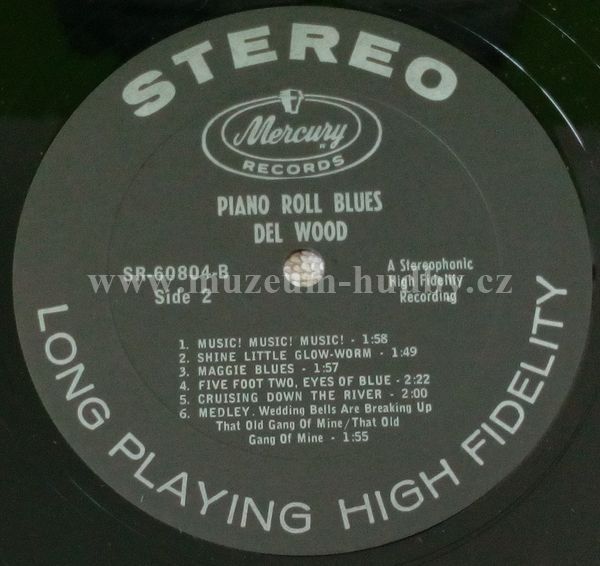 STEREO
Mercury
RECORDS
PIANO ROLL BLUES
DEL WOOD
SR-60804-B
Side 2
A Stereophonic
High Fidelity
Recording
www.muzeum-hudby.cz
1. MUSIC! MUSIC! MUSIC! - 1:58
2. SHINE LITTLE GLOW-WORM - 1:49
3. MAGGIE BLUES - 1:57
4. FIVE FOOT TWO, EYES OF BLUE - 2:22
5. CRUISING DOWN THE RIVER - 2:00
6. MEDLEY. Wedding Bells Are Breaking Up
That Old Gang Of Mine/That Old
Gang Of Mine - 1:55
LONG PLAYING HIGH FIDELITY